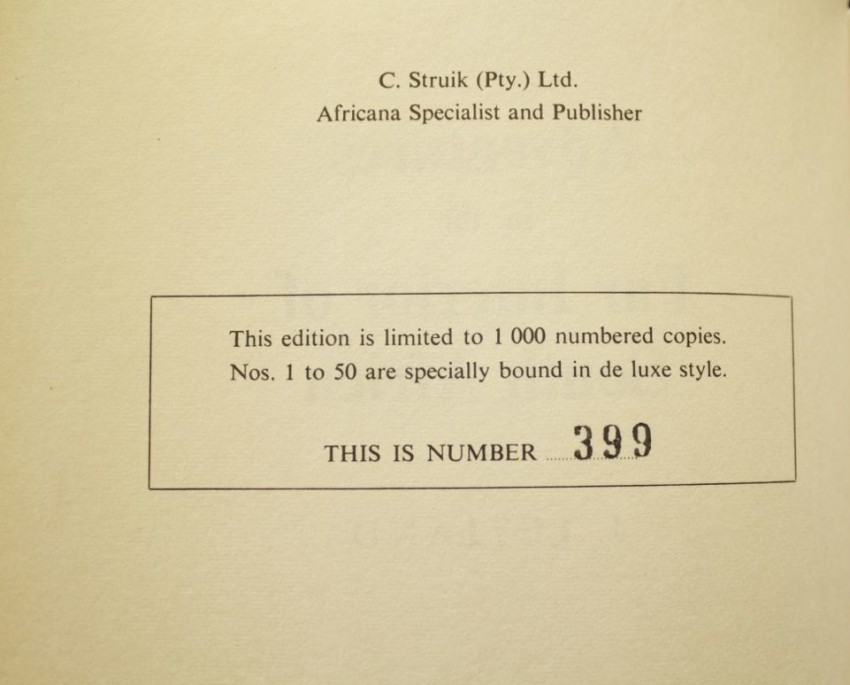 C. Struik (Pty.) Ltd.
Africana Specialist and Publisher
This edition is limited to 1 000 numbered copies.
Nos. 1 to 50 are specially bound in de luxe style.
THIS IS NUMBER ......399